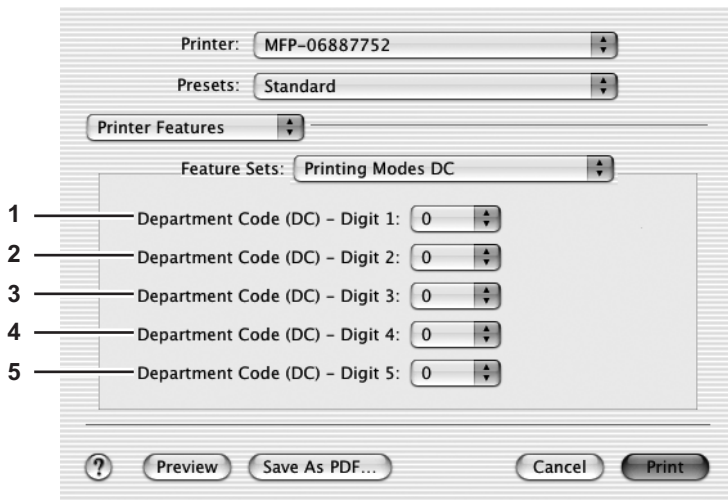 Printer: MFP-06887752
Presets: Standard
Printer Features
Feature Sets: Printing Modes DC
1 Department Code (DC) – Digit 1: 0
2 Department Code (DC) – Digit 2: 0
3 Department Code (DC) – Digit 3: 0
4 Department Code (DC) – Digit 4: 0
5 Department Code (DC) – Digit 5: 0
? Preview Save As PDF... Cancel Print